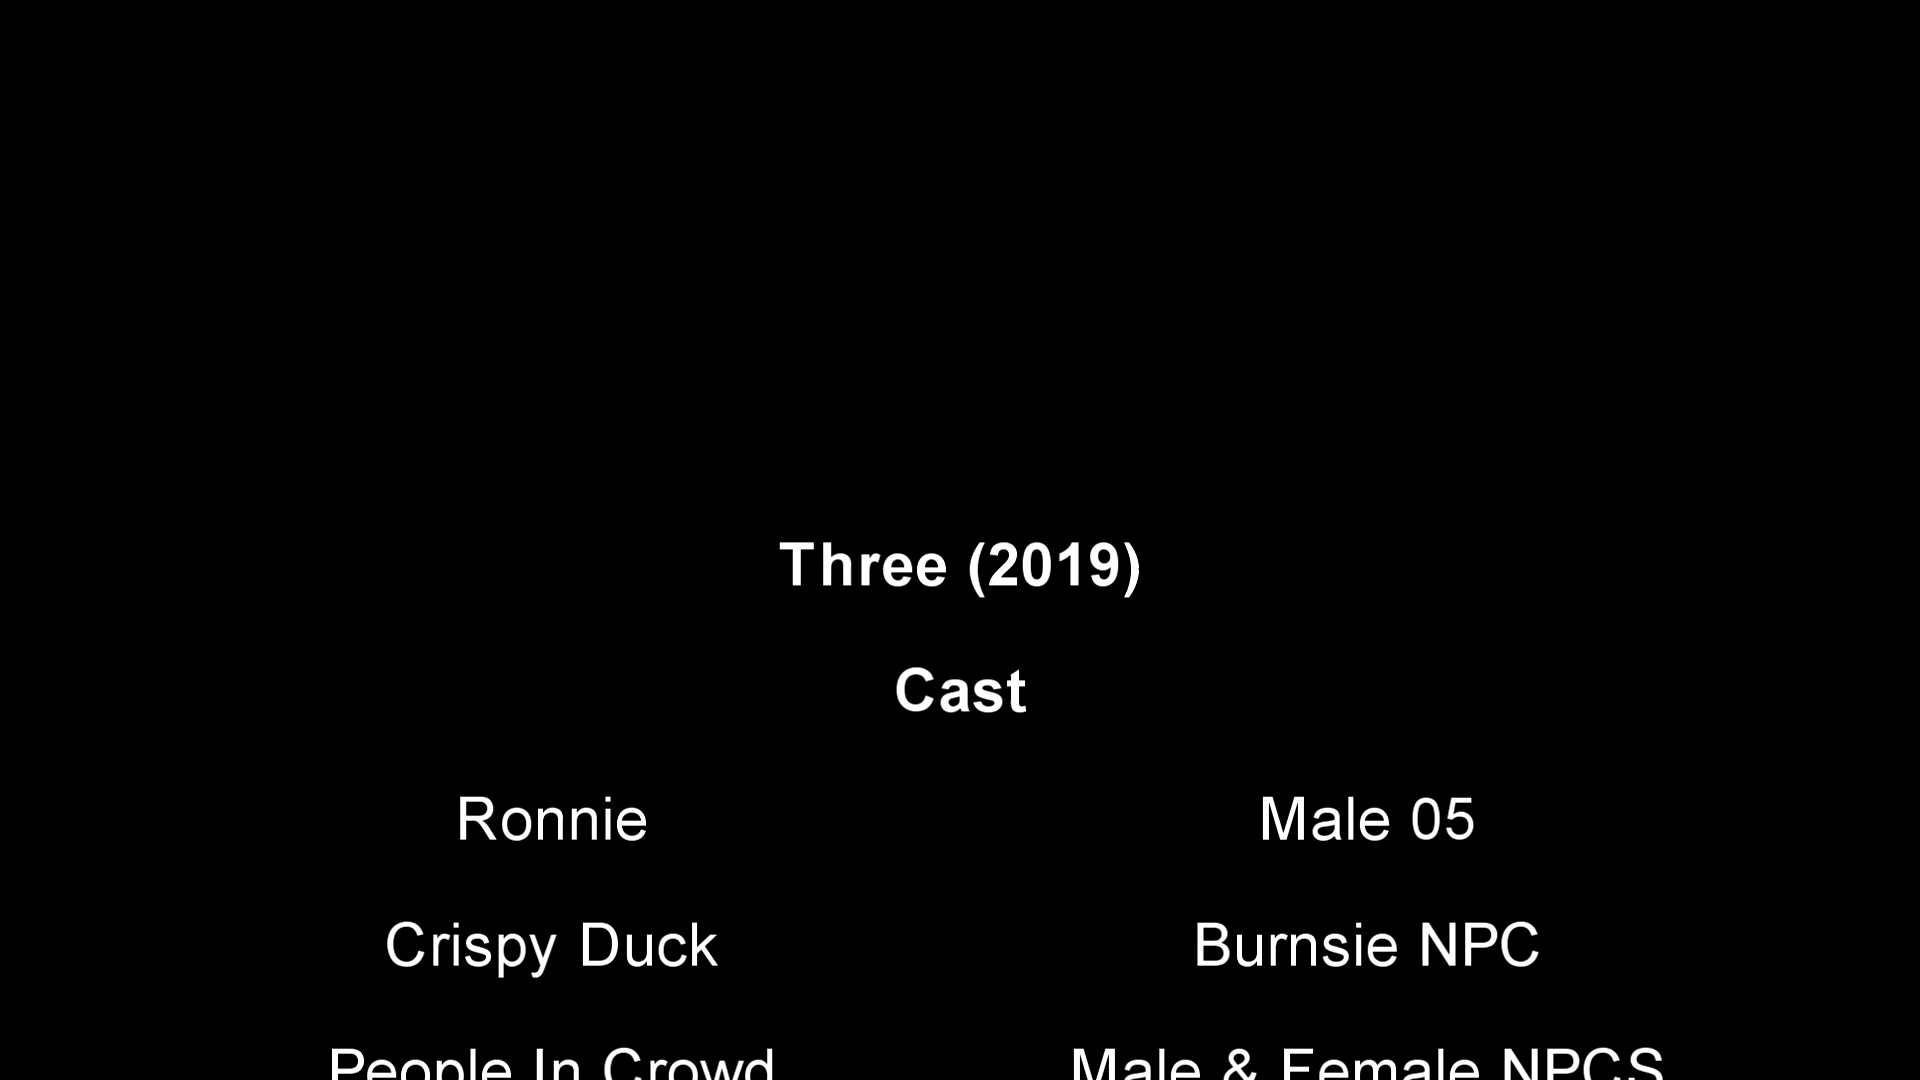 Three (2019)
Cast
Ronnie Male 05
Crispy Duck Burnsie NPC
People In Crowd Male & Female NPCS